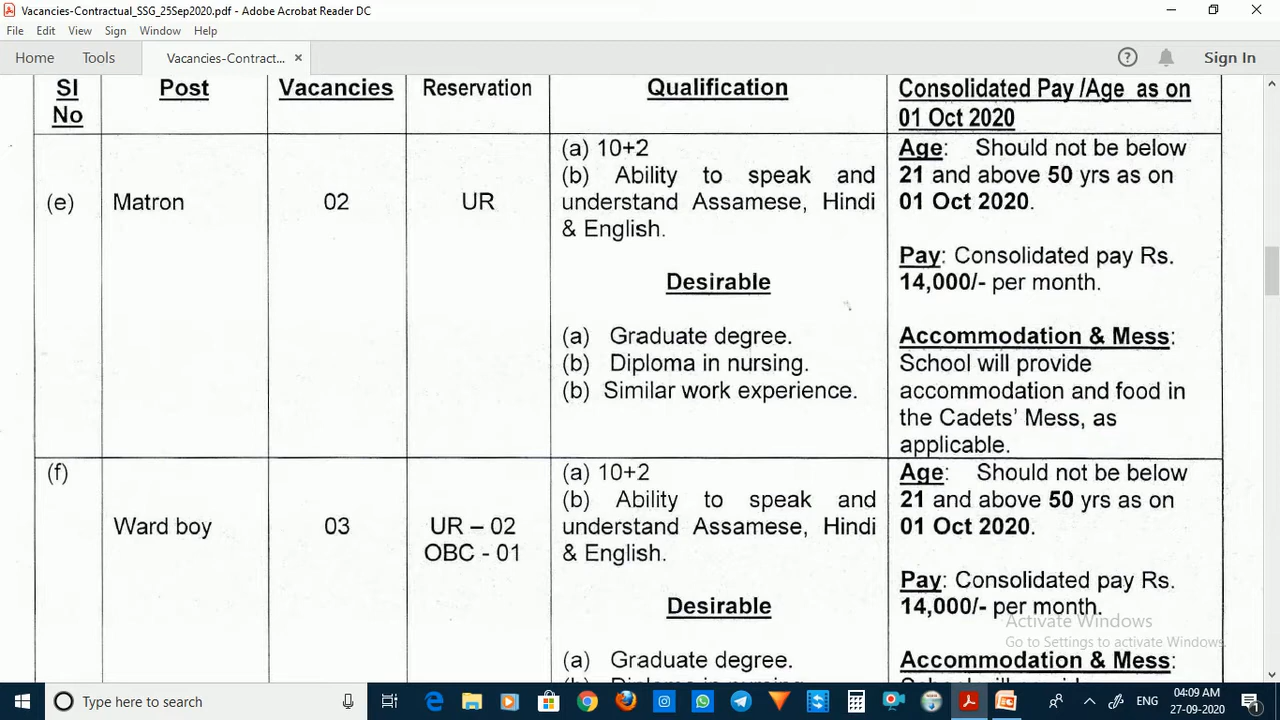 Vacancies-Contractual_SSG_25Sep2020.pdf - Adobe Acrobat Reader DC
File Edit View Sign Window Help
Home Tools Vacancies-Contract... × Sign In
Sl No Post Vacancies Reservation Qualification Consolidated Pay /Age as on 01 Oct 2020
(e) Matron 02 UR
(a) 10+2
(b) Ability to speak and
understand Assamese, Hindi
& English.
Desirable
(a) Graduate degree.
(b) Diploma in nursing.
(b) Similar work experience.
Age: Should not be below
21 and above 50 yrs as on
01 Oct 2020.
Pay: Consolidated pay Rs.
14,000/- per month.
Accommodation & Mess:
School will provide
accommodation and food in
the Cadets' Mess, as
applicable.
(f) Ward boy 03 UR – 02
OBC - 01
(a) 10+2
(b) Ability to speak and
understand Assamese, Hindi
& English.
Desirable
(a) Graduate degree.
Age: Should not be below
21 and above 50 yrs as on
01 Oct 2020.
Pay: Consolidated pay Rs.
14,000/- per month.
Accommodation & Mess:
Activate Windows
Go to Settings to activate Windows.
Type here to search
ENG
04:09 AM
27-09-2020
1